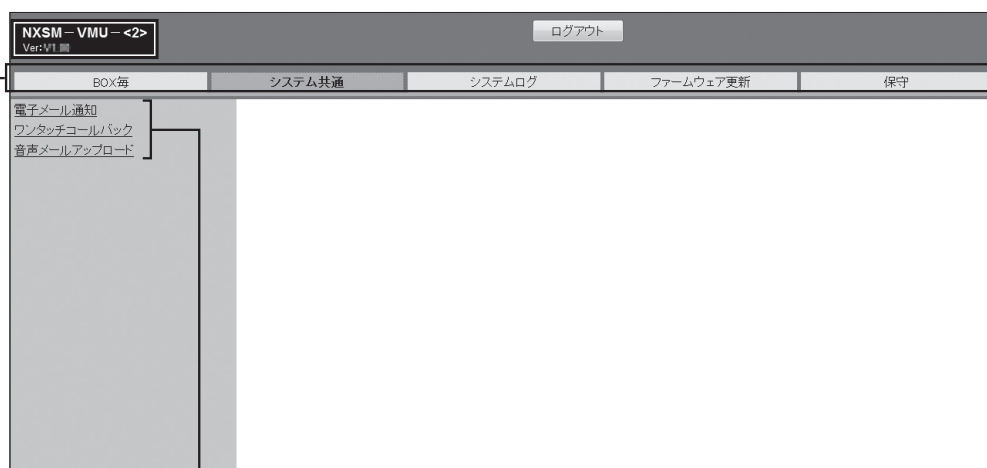 NXSM－VMU－<2>
Ver:V1
ログアウト
BOX毎
システム共通
システムログ
ファームウェア更新
保守
電子メール通知
ワンタッチコールバック
音声メールアップロード